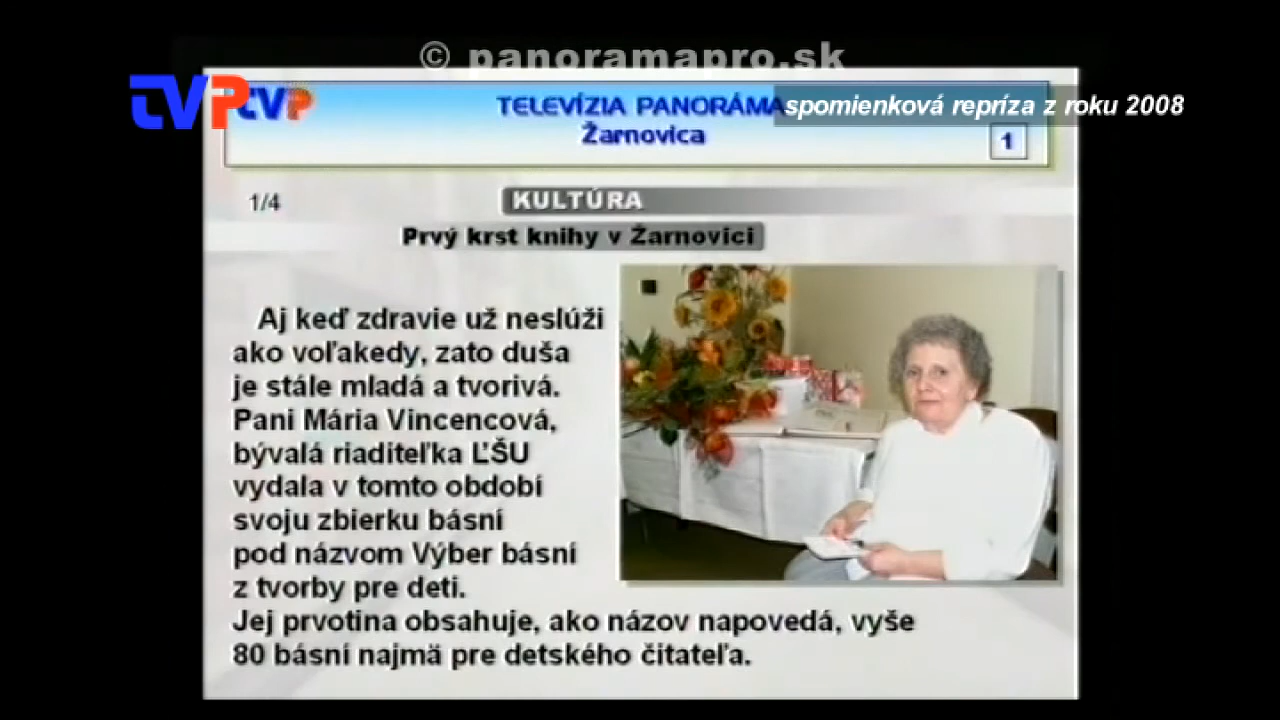 © panoramapro.sk
TVP TVP
TELEVÍZIA PANORÁMA
spomienková repríza z roku 2008
Žarnovica
1
1/4
KULTÚRA
Prvý krst knihy v Žarnovici
Aj keď zdravie už neslúži
ako voľakedy, zato duša
je stále mladá a tvorivá.
Pani Mária Vincencová,
bývalá riaditeľka ĽŠU
vydala v tomto období
svoju zbierku básní
pod názvom Výber básní
z tvorby pre deti.
Jej prvotina obsahuje, ako názov napovedá, vyše
80 básní najmä pre detského čitateľa.